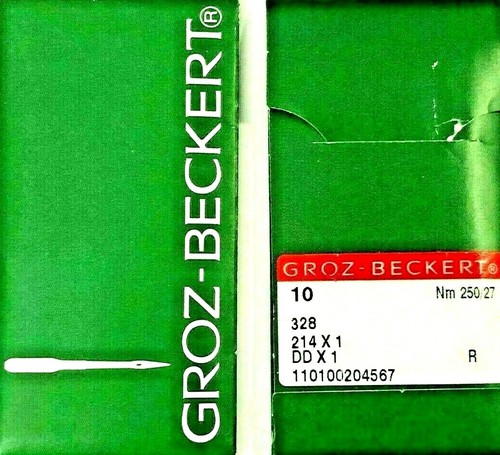 GROZ-BECKERT®
GROZ-BECKERT®
10 Nm 250/27
328
214 X 1
DD X 1 R
110100204567